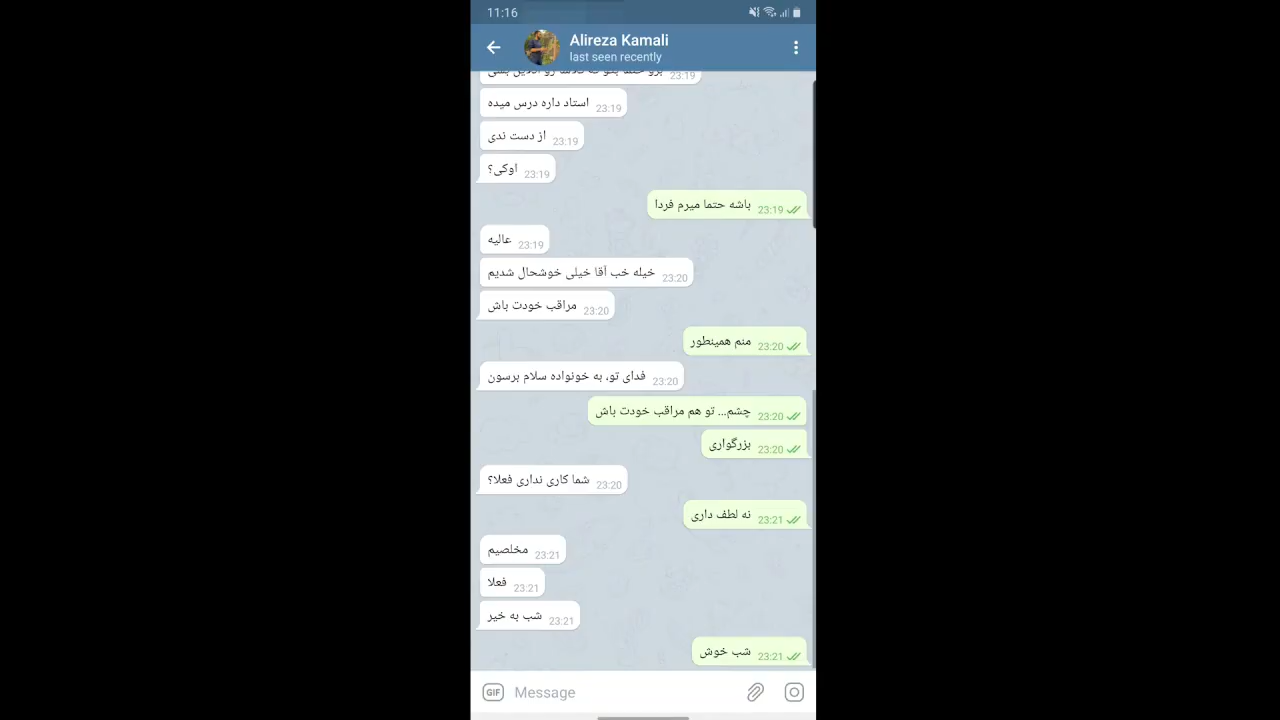 11:16
Alireza Kamali
last seen recently
23:19
استاد داره درس میده 23:19
از دست ندی 23:19
اوکی؟ 23:19
باشه حتما میرم فردا 23:19
عالیه 23:19
خیله خب آقا خیلی خوشحال شدیم 23:20
مراقب خودت باش 23:20
منم همینطور 23:20
فدای تو، به خونواده سلام برسون 23:20
چشم... تو هم مراقب خودت باش 23:20
بزرگواری 23:20
شما کاری نداری فعلا؟ 23:20
نه لطف داری 23:21
مخلصیم 23:21
فعلا 23:21
شب به خیر 23:21
شب خوش 23:21
GIF Message